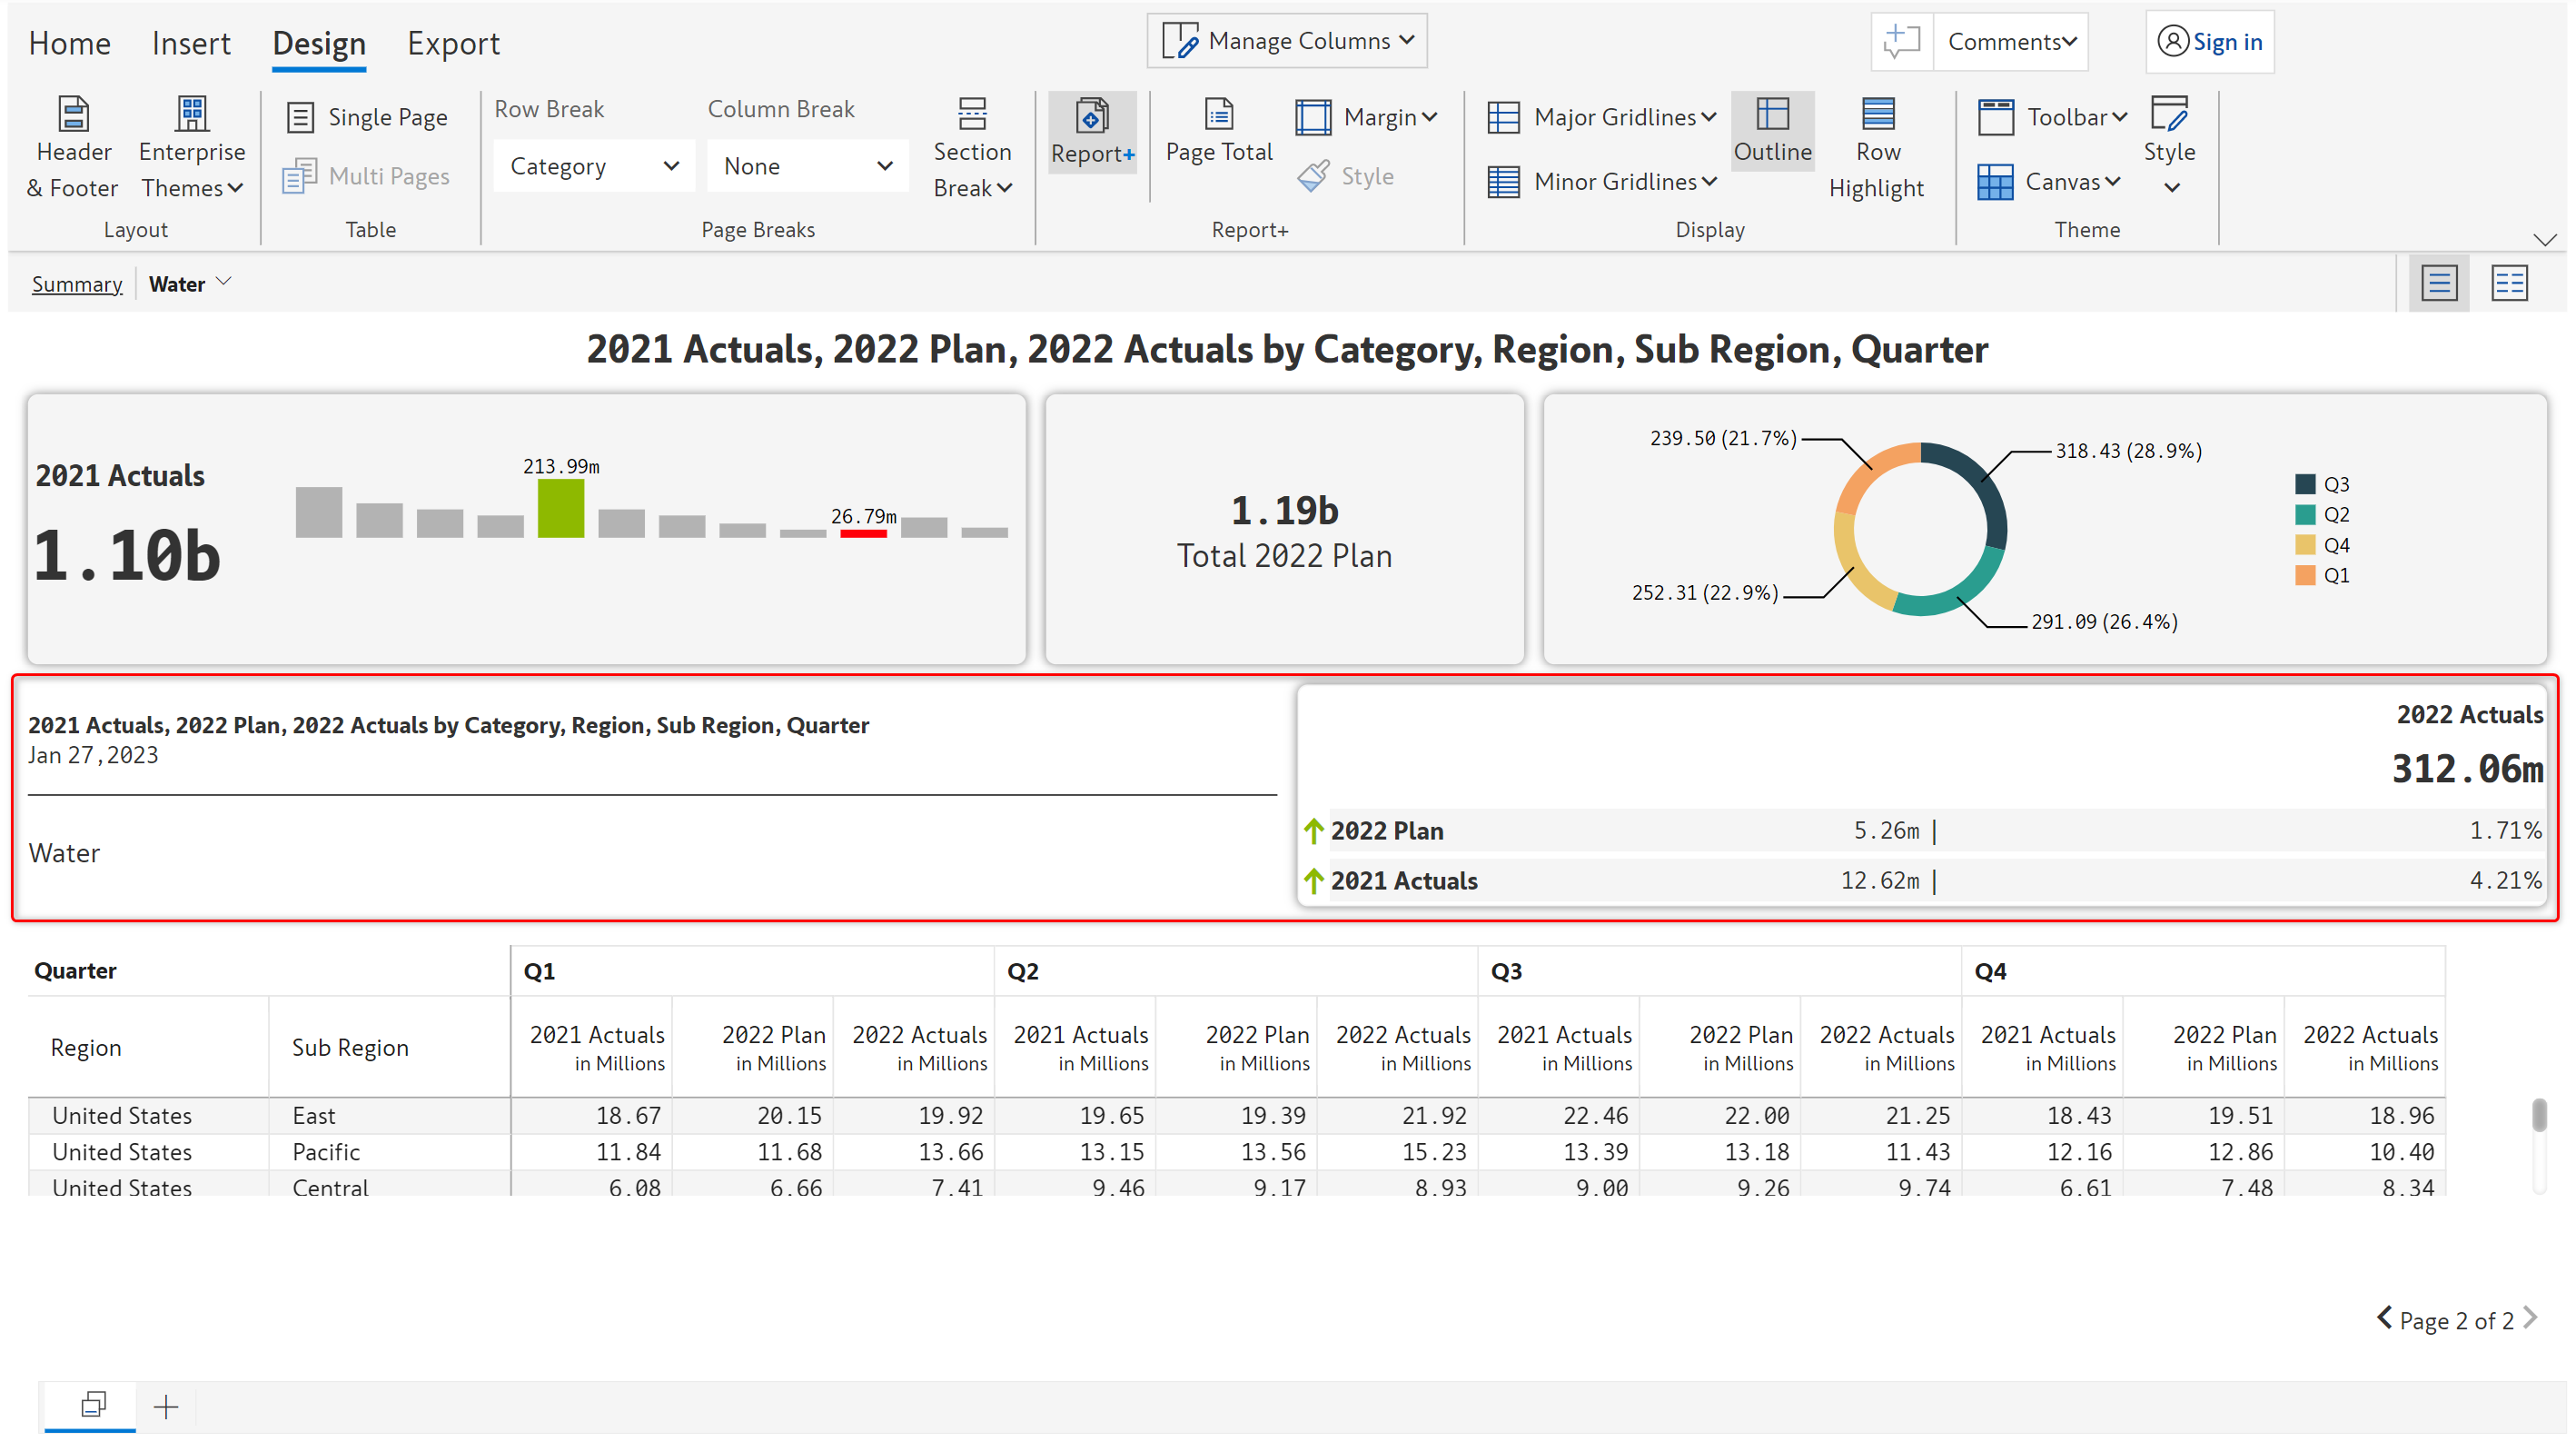 Home Insert Design Export Manage Columns Comments Sign in
Header & Footer Enterprise Themes Single Page Multi Pages Row Break Category Column Break None Section Break Report+ Page Total Margin Style Major Gridlines Minor Gridlines Outline Row Highlight Toolbar Canvas Style
Layout Table Page Breaks Report+ Display Theme
Summary Water
2021 Actuals, 2022 Plan, 2022 Actuals by Category, Region, Sub Region, Quarter
2021 Actuals
1.10b
213.99m
26.79m
1.19b
Total 2022 Plan
239.50 (21.7%)
318.43 (28.9%)
252.31 (22.9%)
291.09 (26.4%)
Q3
Q2
Q4
Q1
2021 Actuals, 2022 Plan, 2022 Actuals by Category, Region, Sub Region, Quarter
Jan 27,2023
Water
2022 Actuals
312.06m
2022 Plan 5.26m | 1.71%
2021 Actuals 12.62m | 4.21%
Quarter Q1 Q2 Q3 Q4
Region Sub Region 2021 Actuals 2022 Plan 2022 Actuals 2021 Actuals 2022 Plan 2022 Actuals 2021 Actuals 2022 Plan 2022 Actuals 2021 Actuals 2022 Plan 2022 Actuals
in Millions in Millions in Millions in Millions in Millions in Millions in Millions in Millions in Millions in Millions in Millions in Millions
United States East 18.67 20.15 19.92 19.65 19.39 21.92 22.46 22.00 21.25 18.43 19.51 18.96
United States Pacific 11.84 11.68 13.66 13.15 13.56 15.23 13.39 13.18 11.43 12.16 12.86 10.40
United States Central 6.08 6.66 7.41 9.46 9.17 8.93 9.00 9.26 9.74 6.61 7.48 8.34
Page 2 of 2